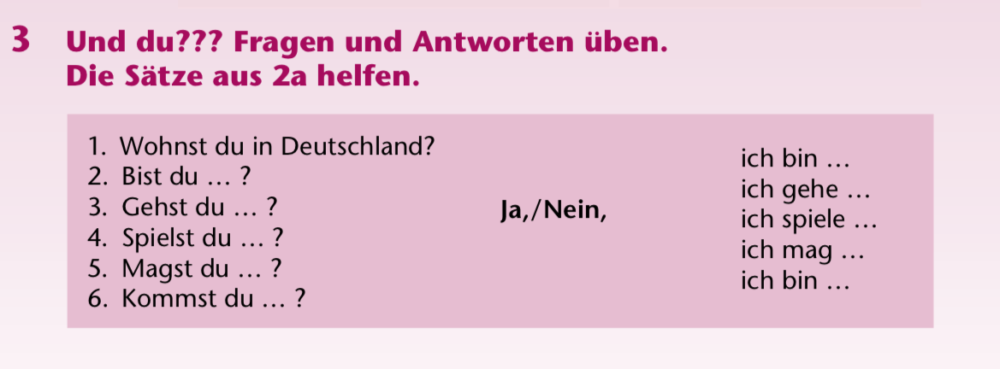 3 Und du??? Fragen und Antworten üben.
Die Sätze aus 2a helfen.
1. Wohnst du in Deutschland?
2. Bist du … ?
3. Gehst du … ?
4. Spielst du … ?
5. Magst du … ?
6. Kommst du … ?
Ja,/Nein,
ich bin …
ich gehe …
ich spiele …
ich mag …
ich bin …